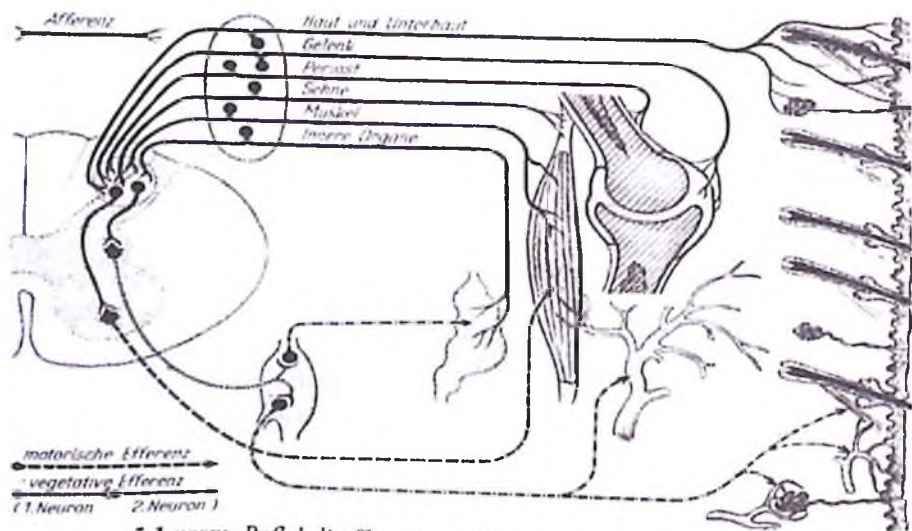 Afferenz
Haut und Unterhaut
Gelenk
Periost
Sehne
Muskel
Innere Organe
motorische Efferenz
vegetative Efferenz
(1.Neuron 2.Neuron)